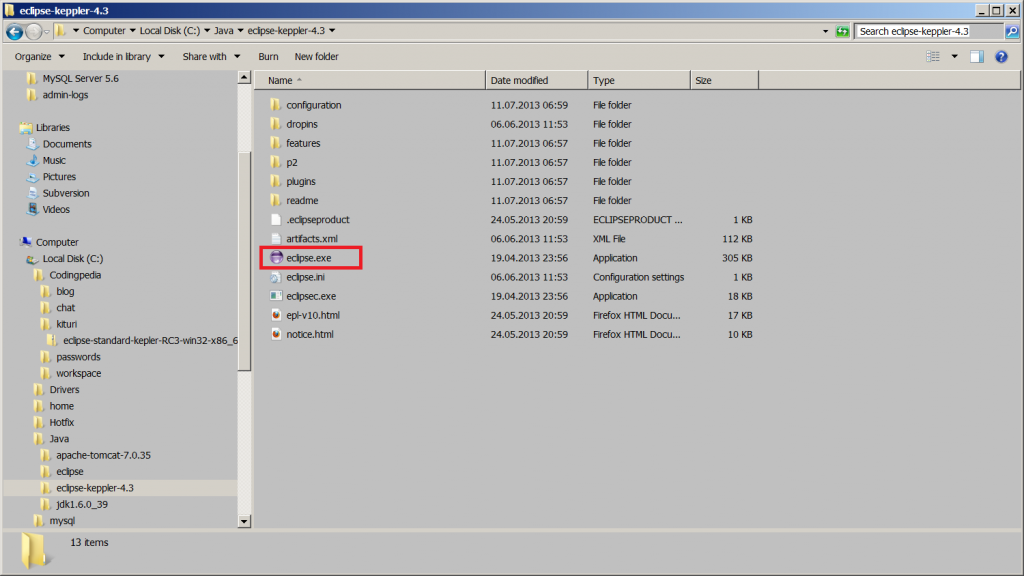 eclipse-keppler-4.3
Computer Local Disk (C:) Java eclipse-keppler-4.3 Search eclipse-keppler-4.3
Organize Include in library Share with Burn New folder
MySQL Server 5.6
admin-logs
Libraries
Documents
Music
Pictures
Subversion
Videos
Computer
Local Disk (C:)
Codingpedia
blog
chat
kituri
eclipse-standard-kepler-RC3-win32-x86_6
passwords
workspace
Drivers
home
Hotfix
Java
apache-tomcat-7.0.35
eclipse
eclipse-keppler-4.3
jdk1.6.0_39
mysql
Name Date modified Type Size
configuration 11.07.2013 06:59 File folder
dropins 06.06.2013 11:53 File folder
features 11.07.2013 06:57 File folder
p2 11.07.2013 06:57 File folder
plugins 11.07.2013 06:57 File folder
readme 11.07.2013 06:57 File folder
.eclipseproduct 24.05.2013 20:59 ECLIPSEPRODUCT ... 1 KB
artifacts.xml 06.06.2013 11:53 XML File 112 KB
eclipse.exe 19.04.2013 23:56 Application 305 KB
eclipse.ini 06.06.2013 11:53 Configuration settings 1 KB
eclipsec.exe 19.04.2013 23:56 Application 18 KB
epl-v10.html 24.05.2013 20:59 Firefox HTML Docu... 17 KB
notice.html 24.05.2013 20:59 Firefox HTML Docu... 10 KB
13 items